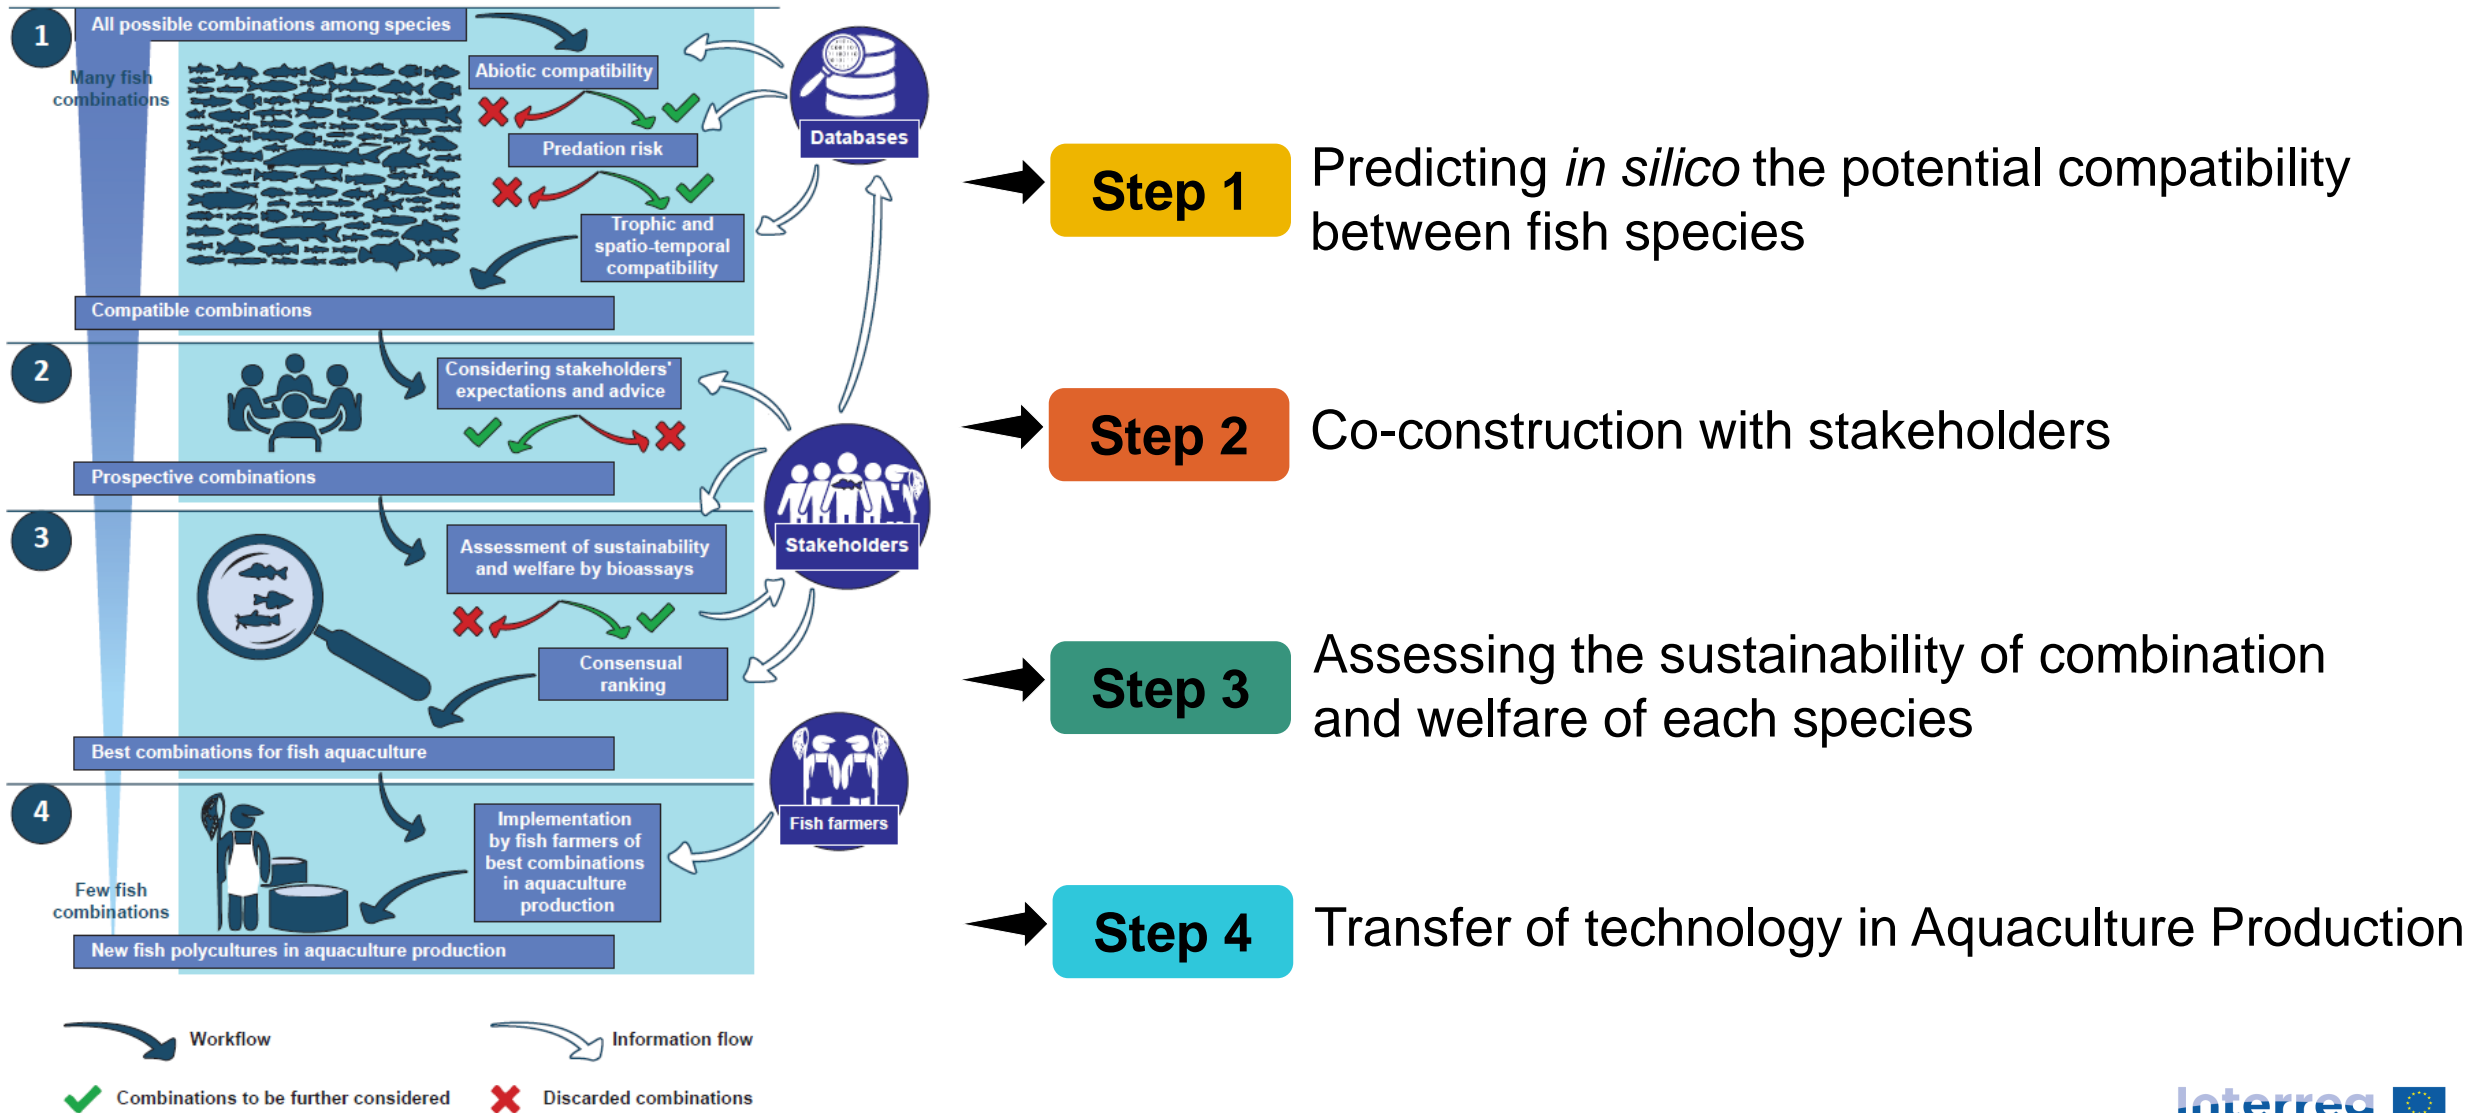 1
All possible combinations among species
Many fish
combinations
Abiotic compatibility
Predation risk
Trophic and
spatio-temporal
compatibility
Compatible combinations
Databases
2
Considering stakeholders'
expectations and advice
Prospective combinations
Stakeholders
3
Assessment of sustainability
and welfare by bioassays
Consensual
ranking
Best combinations for fish aquaculture
Fish farmers
4
Implementation
by fish farmers of
best combinations
in aquaculture
production
Few fish
combinations
New fish polycultures in aquaculture production
Workflow
Information flow
Combinations to be further considered
Discarded combinations
Step 1
Predicting in silico the potential compatibility
between fish species
Step 2
Co-construction with stakeholders
Step 3
Assessing the sustainability of combination
and welfare of each species
Step 4
Transfer of technology in Aquaculture Production
Interreg